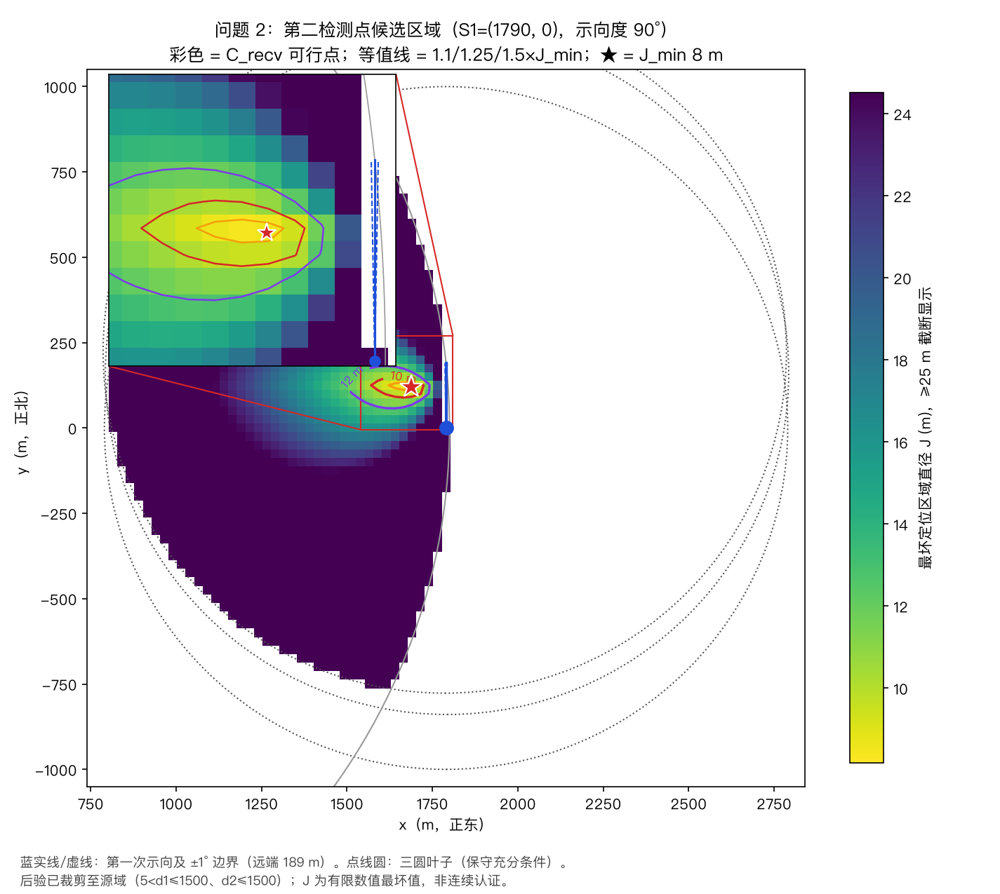 问题 2：第二检测点候选区域（S1=(1790, 0)，示向度 90°）
彩色 = C_recv 可行点；等值线 = 1.1/1.25/1.5×J_min；★ = J_min 8 m
1000
750
500
250
0
−250
−500
−750
−1000
y（m，正北）
12 m
10 m
750 1000 1250 1500 1750 2000 2250 2500 2750
x（m，正东）
24
22
20
18
16
14
12
10
最坏定位区域直径 J (m)，≥25 m 截断显示
蓝实线/虚线：第一次示向及 ±1° 边界（远端 189 m）。点线圆：三圆叶子（保守充分条件）。
后验已裁剪至源域（5<d1≤1500、d2≤1500）；J 为有限数值最坏值，非连续认证。